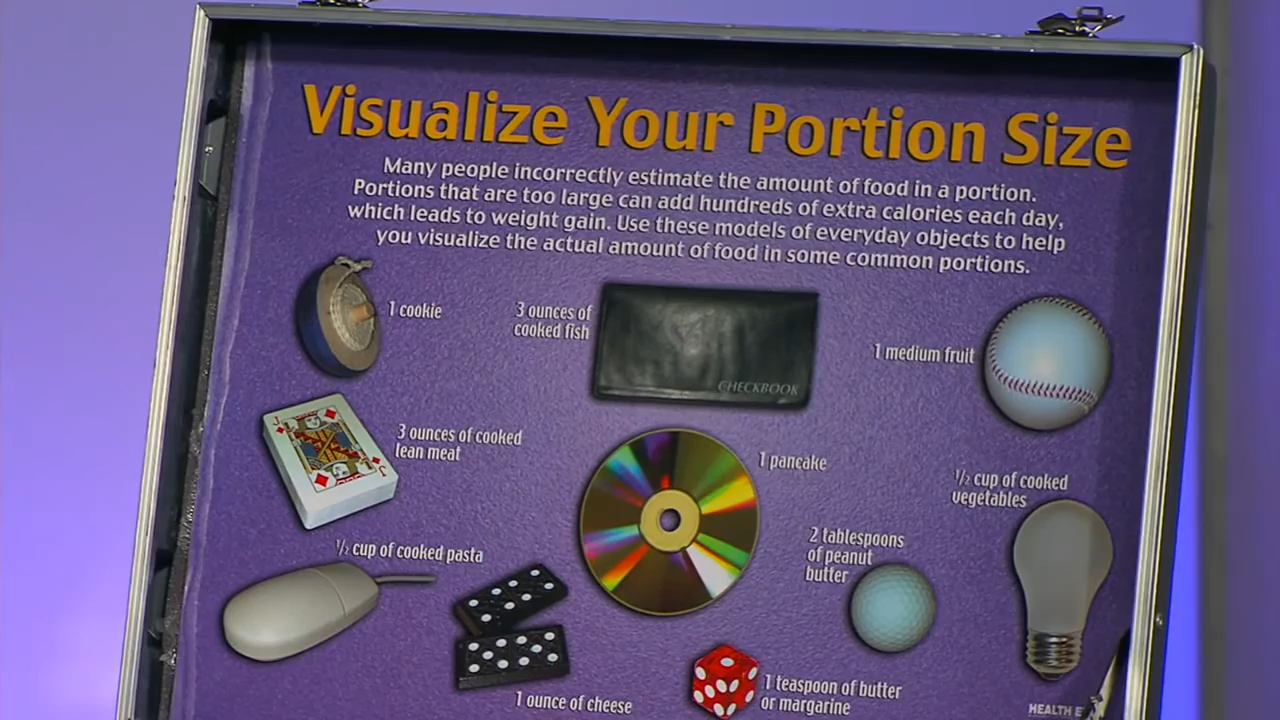 Visualize Your Portion Size
Many people incorrectly estimate the amount of food in a portion.
Portions that are too large can add hundreds of extra calories each day,
which leads to weight gain. Use these models of everyday objects to help
you visualize the actual amount of food in some common portions.
1 cookie
3 ounces of
cooked fish
CHECKBOOK
1 medium fruit
J
3 ounces of cooked
lean meat
J
1 pancake
½ cup of cooked
vegetables
½ cup of cooked pasta
2 tablespoons
of peanut
butter
1 ounce of cheese
1 teaspoon of butter
or margarine
HEALTH